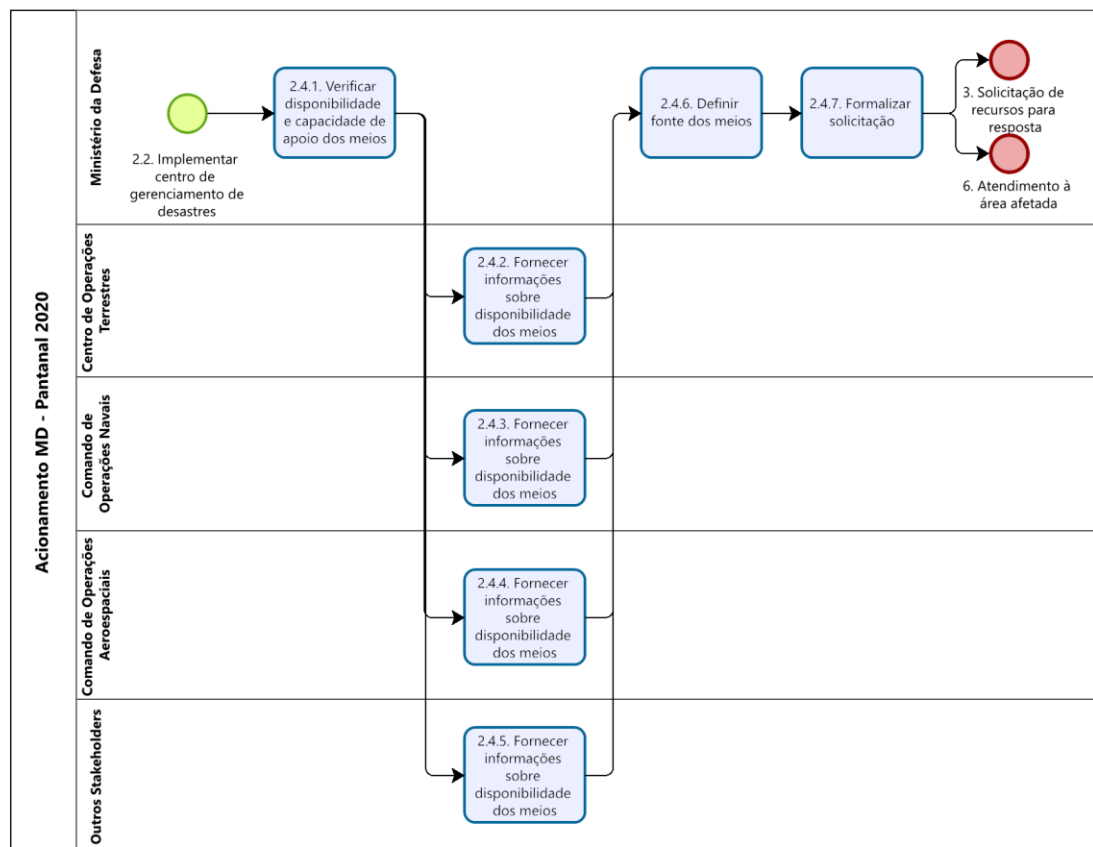 Acionamento MD - Pantanal 2020
Ministério da Defesa
2.2. Implementar
centro de
gerenciamento de
desastres
2.4.1. Verificar
disponibilidade
e capacidade de
apoio dos meios
2.4.6. Definir
fonte dos meios
2.4.7. Formalizar
solicitação
3. Solicitação de
recursos para
resposta
6. Atendimento à
área afetada
Centro de Operações
Terrestres
2.4.2. Fornecer
informações
sobre
disponibilidade
dos meios
Comando de
Operações Navais
2.4.3. Fornecer
informações
sobre
disponibilidade
dos meios
Comando de Operações
Aeroespaciais
2.4.4. Fornecer
informações
sobre
disponibilidade
dos meios
Outros Stakeholders
2.4.5. Fornecer
informações
sobre
disponibilidade
dos meios